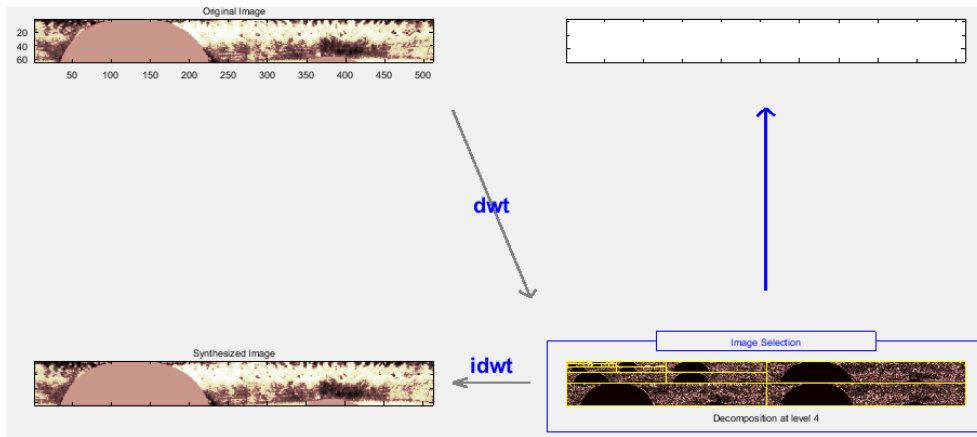 Original Image
20
40
60
50 100 150 200 250 300 350 400 450 500
dwt
Synthesized Image
idwt
Image Selection
Decomposition at level 4